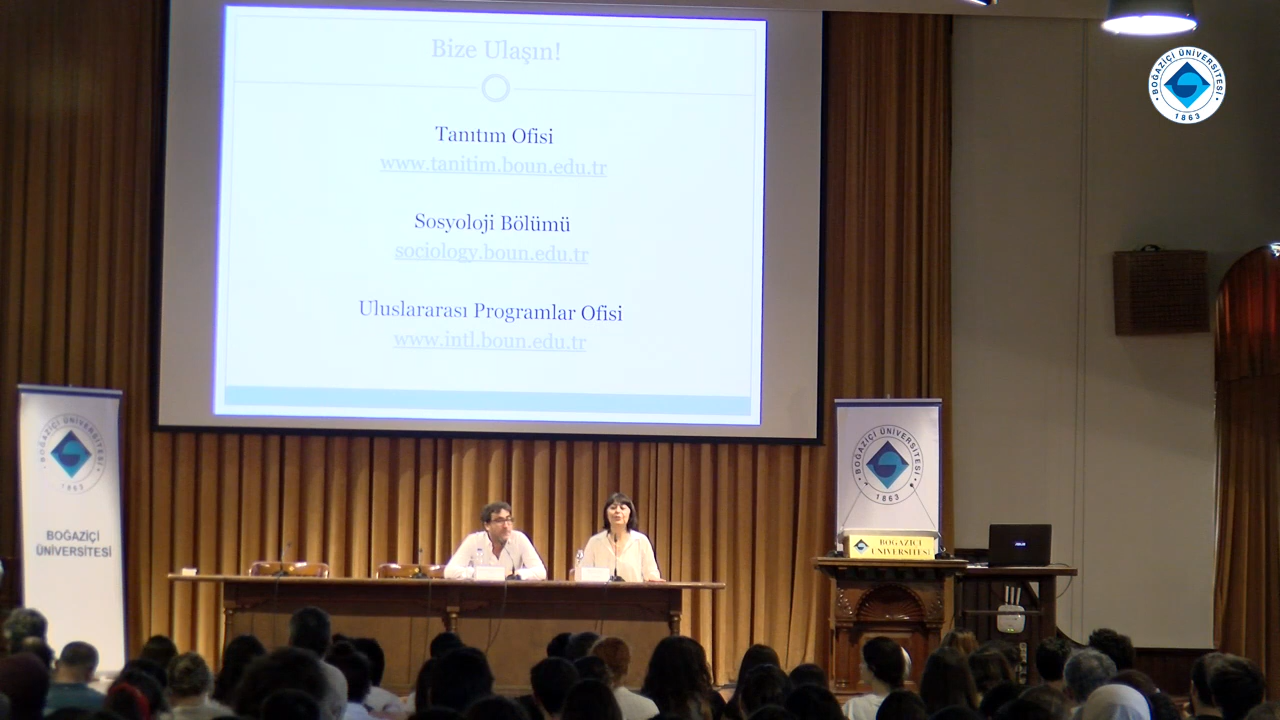 Bize Ulaşın!
Tanıtım Ofisi
www.tanitim.boun.edu.tr
Sosyoloji Bölümü
sociology.boun.edu.tr
Uluslararası Programlar Ofisi
www.intl.boun.edu.tr
BOĞAZİÇİ ÜNİVERSİTESİ
1863
BOĞAZİÇİ ÜNİVERSİTESİ
1863
BOĞAZİÇİ
ÜNİVERSİTESİ
BOĞAZİÇİ ÜNİVERSİTESİ
1863
BOĞAZİÇİ
ÜNİVERSİTESİ